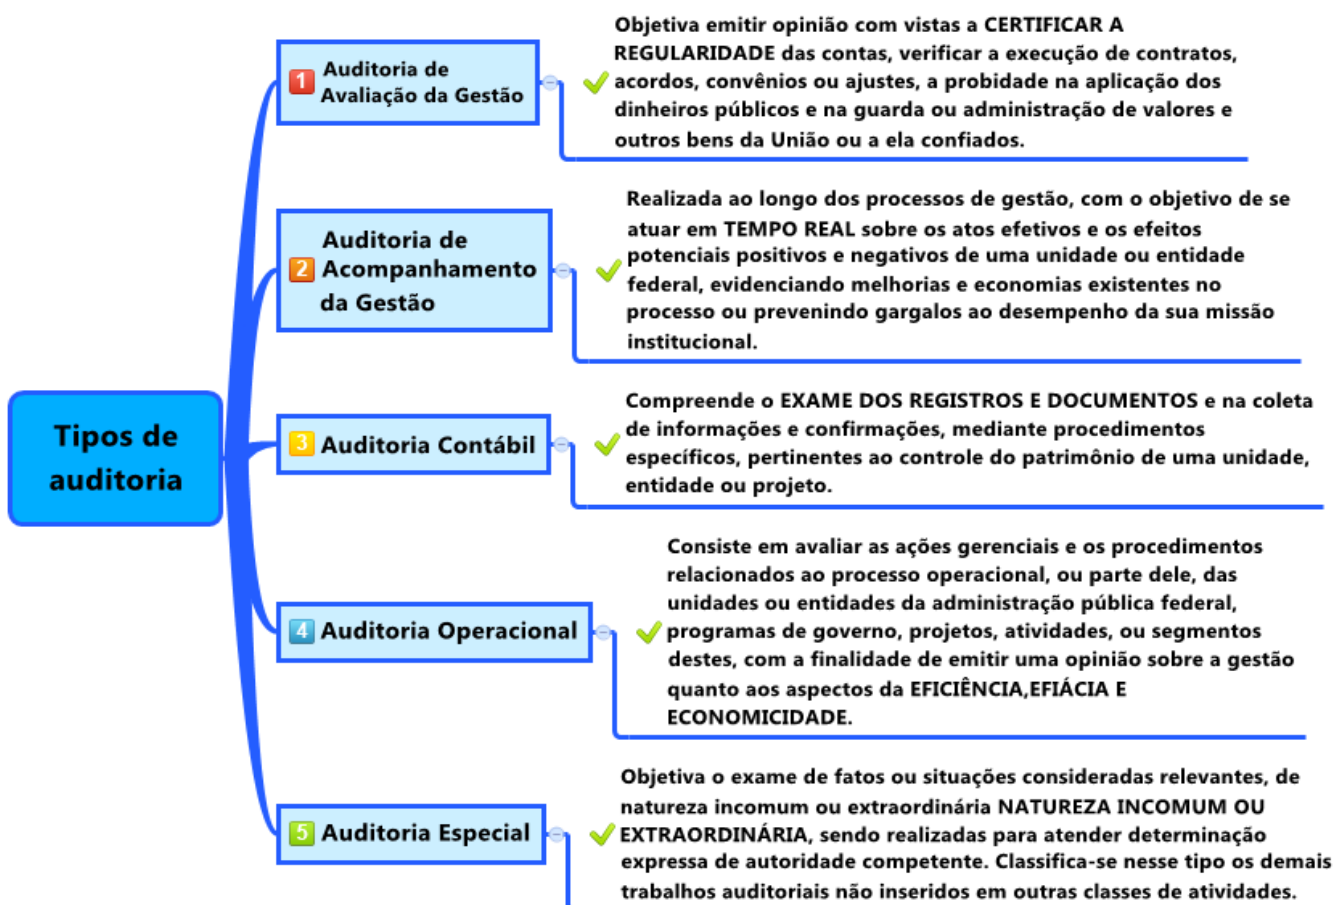 Tipos de
auditoria
1 Auditoria de
Avaliação da Gestão
Objetiva emitir opinião com vistas a CERTIFICAR A
REGULARIDADE das contas, verificar a execução de contratos,
acordos, convênios ou ajustes, a probidade na aplicação dos
dinheiros públicos e na guarda ou administração de valores e
outros bens da União ou a ela confiados.
2 Auditoria de
Acompanhamento
da Gestão
Realizada ao longo dos processos de gestão, com o objetivo de se
atuar em TEMPO REAL sobre os atos efetivos e os efeitos
potenciais positivos e negativos de uma unidade ou entidade
federal, evidenciando melhorias e economias existentes no
processo ou prevenindo gargalos ao desempenho da sua missão
institucional.
3 Auditoria Contábil
Compreende o EXAME DOS REGISTROS E DOCUMENTOS e na coleta
de informações e confirmações, mediante procedimentos
específicos, pertinentes ao controle do patrimônio de uma unidade,
entidade ou projeto.
4 Auditoria Operacional
Consiste em avaliar as ações gerenciais e os procedimentos
relacionados ao processo operacional, ou parte dele, das
unidades ou entidades da administração pública federal,
programas de governo, projetos, atividades, ou segmentos
destes, com a finalidade de emitir uma opinião sobre a gestão
quanto aos aspectos da EFICIÊNCIA,EFIÁCIA E
ECONOMICIDADE.
5 Auditoria Especial
Objetiva o exame de fatos ou situações consideradas relevantes, de
natureza incomum ou extraordinária NATUREZA INCOMUM OU
EXTRAORDINÁRIA, sendo realizadas para atender determinação
expressa de autoridade competente. Classifica-se nesse tipo os demais
trabalhos auditoriais não inseridos em outras classes de atividades.